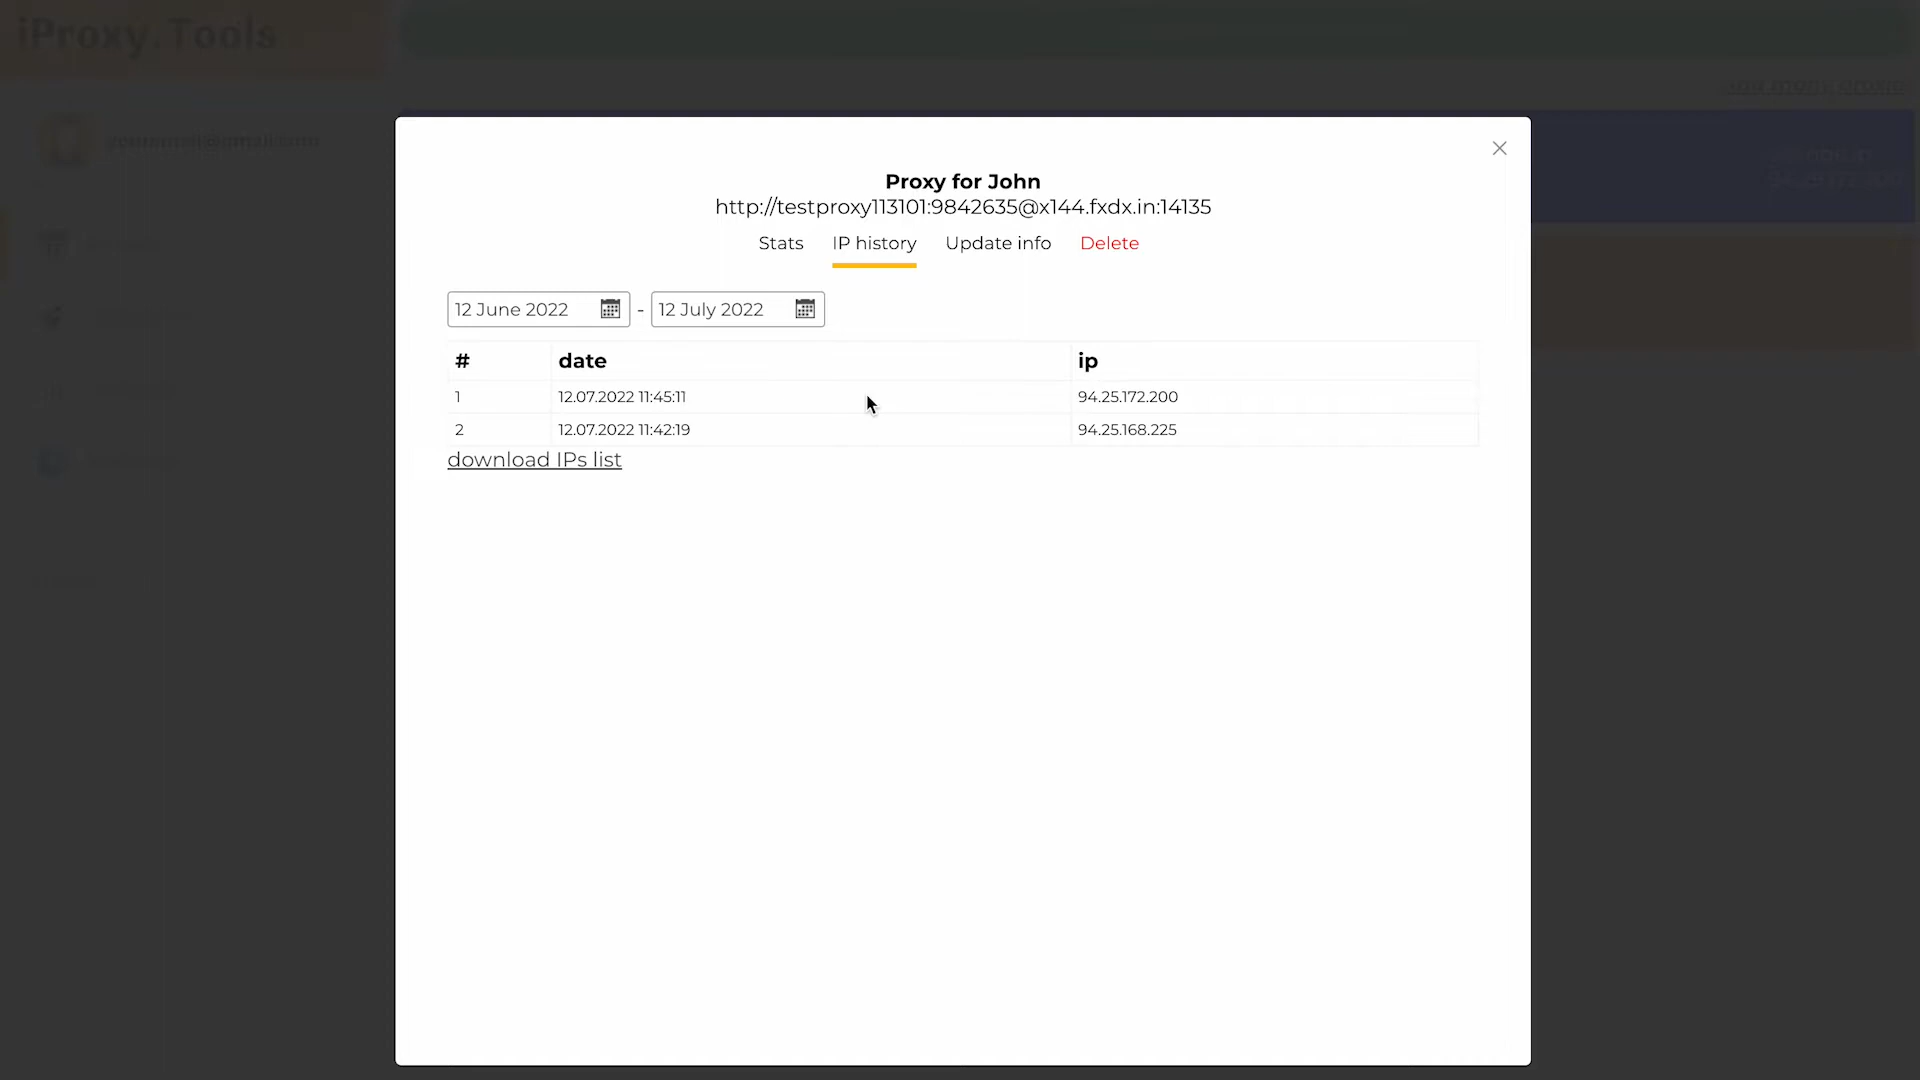 iProxy.Tools
Proxy for John
http://testproxy113101:9842635@x144.fxdx.in:14135
Stats IP history Update info Delete
12 June 2022 - 12 July 2022
# date ip
1 12.07.2022 11:45:11 94.25.172.200
2 12.07.2022 11:42:19 94.25.168.225
download IPs list